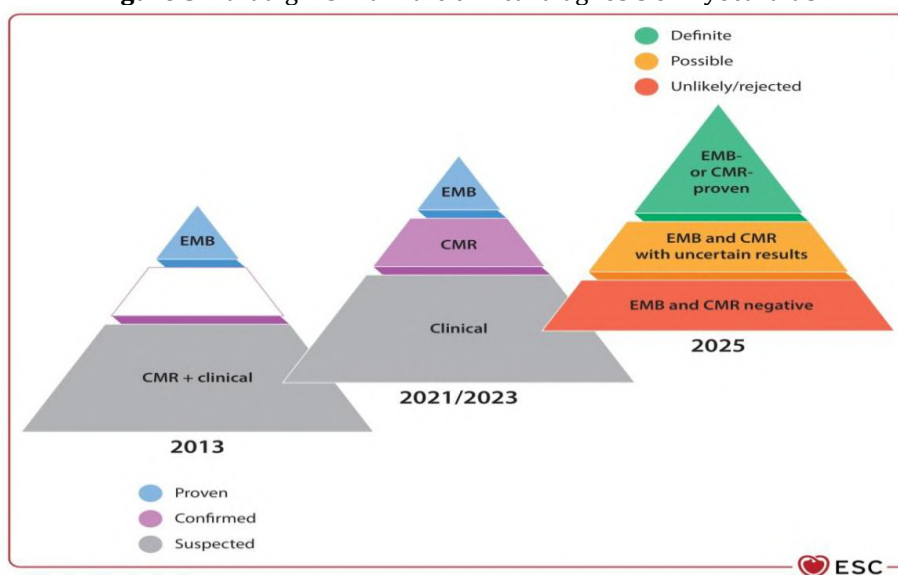 Definite
Possible
Unlikely/rejected
EMB-
or CMR-
proven
EMB and CMR
with uncertain results
EMB and CMR negative
2025
EMB
CMR
Clinical
2021/2023
EMB
CMR + clinical
2013
Proven
Confirmed
Suspected
ESC